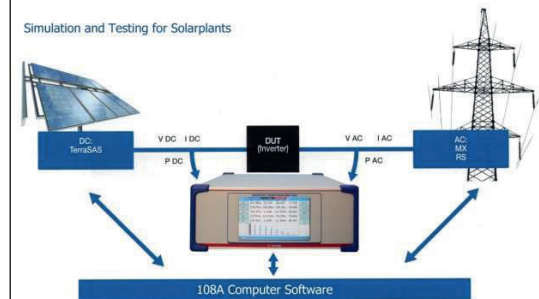 Simulation and Testing for Solarplants
DC:
TerraSAS
V DC I DC
P DC
DUT
(Inverter)
V AC I AC
P AC
AC:
MX
RS
108A Computer Software